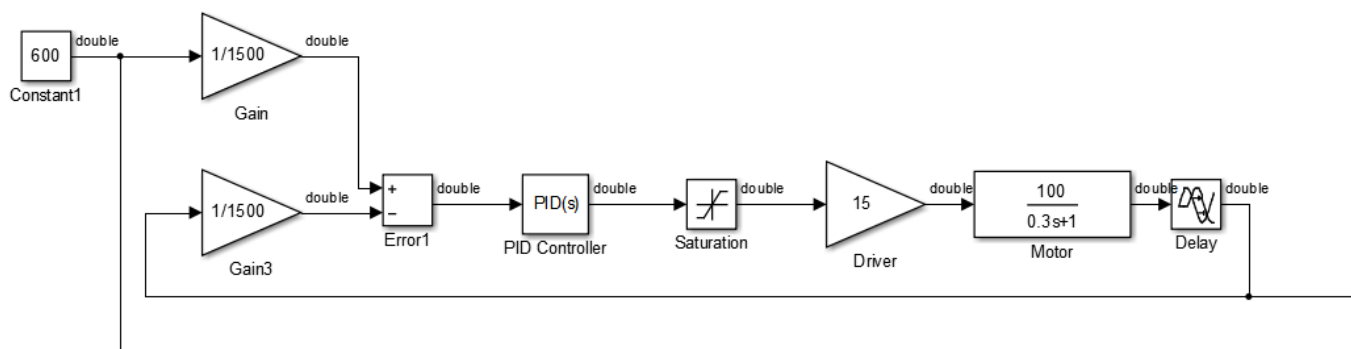 double
600
Constant1
1/1500
double
Gain
1/1500
double
Gain3
+
−
double
Error1
PID(s)
double
PID Controller
double
Saturation
15
double
Driver
100
0.3s+1
double
Motor
double
Delay